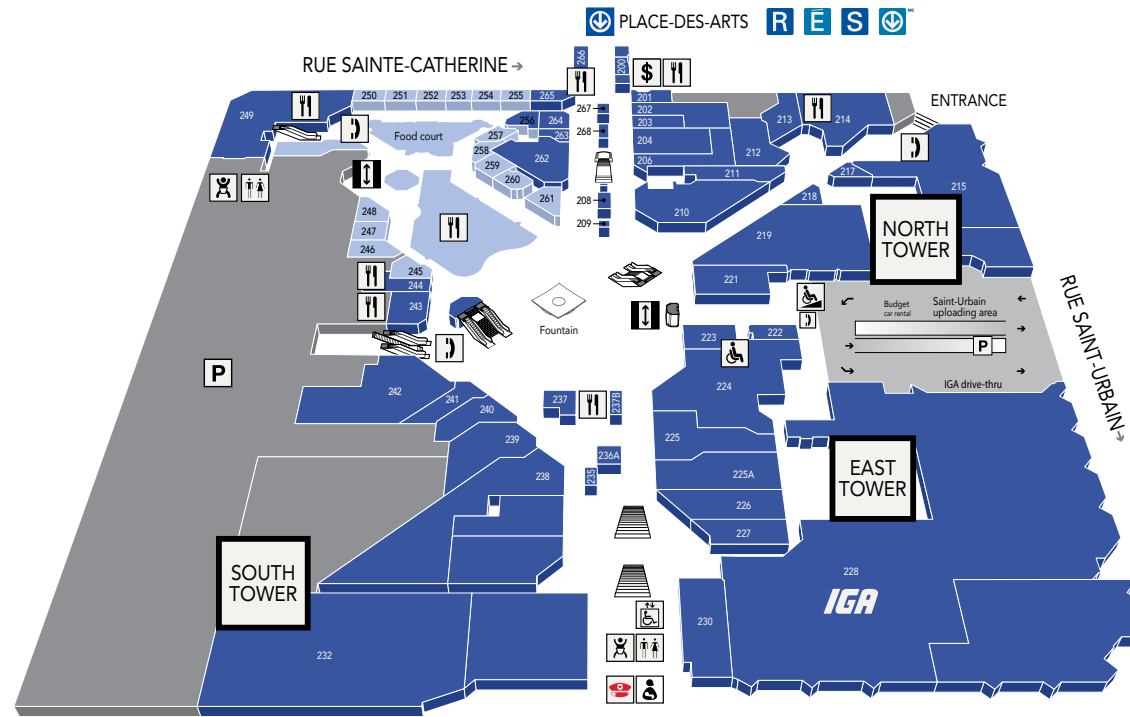 PLACE-DES-ARTS
R É S
MC
RUE SAINTE-CATHERINE →
266
200
$
250 251 252 253 254 255 265
267
201
202
203
ENTRANCE
249
Food court
256 264
257 263
268
204
213
214
258
262
259
206
212
211
217
260
261
208
209
210
218
215
248
247
246
219
NORTH
TOWER
245
244
243
221
Fountain
Budget
car rental
Saint-Urbain
uploading area
P
IGA drive-thru
RUE SAINT-URBAIN →
223 222
P
242
241
240
224
237
237B
239
225
236A
235
238
225A
EAST
TOWER
226
227
SOUTH
TOWER
228
IGA
230
232